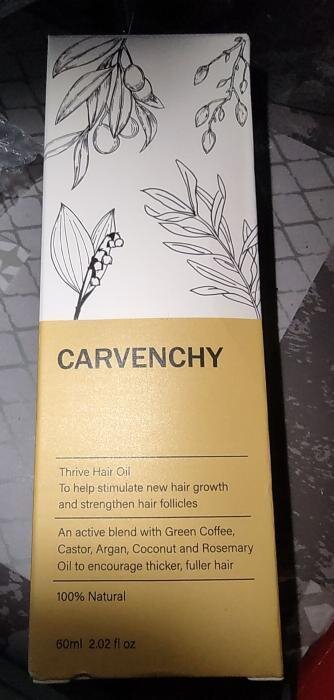 CARVENCHY
Thrive Hair Oil
To help stimulate new hair growth
and strengthen hair follicles
An active blend with Green Coffee,
Castor, Argan, Coconut and Rosemary
Oil to encourage thicker, fuller hair
100% Natural
60ml 2.02 fl oz